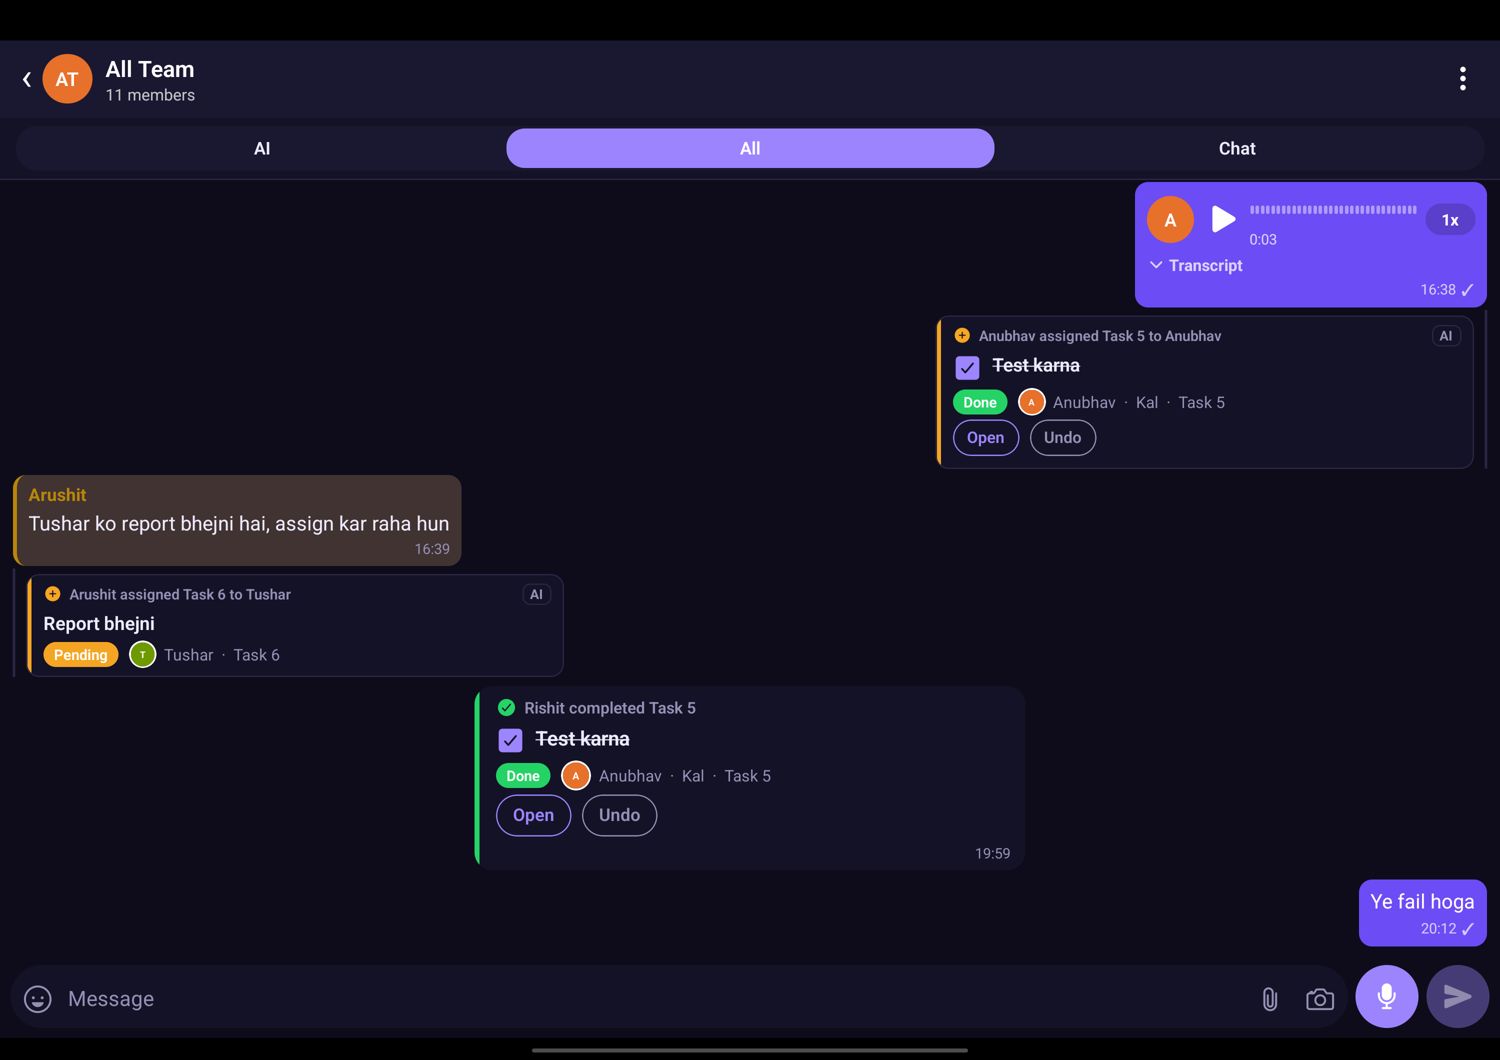 AT
All Team
11 members
AI
All
Chat
A
1x
0:03
Transcript
16:38
Anubhav assigned Task 5 to Anubhav
AI
Test karna
Done A Anubhav · Kal · Task 5
Open Undo
Arushit
Tushar ko report bhejni hai, assign kar raha hun
16:39
Arushit assigned Task 6 to Tushar
AI
Report bhejni
Pending T Tushar · Task 6
Rishit completed Task 5
Test karna
Done A Anubhav · Kal · Task 5
Open Undo
19:59
Ye fail hoga
20:12
Message